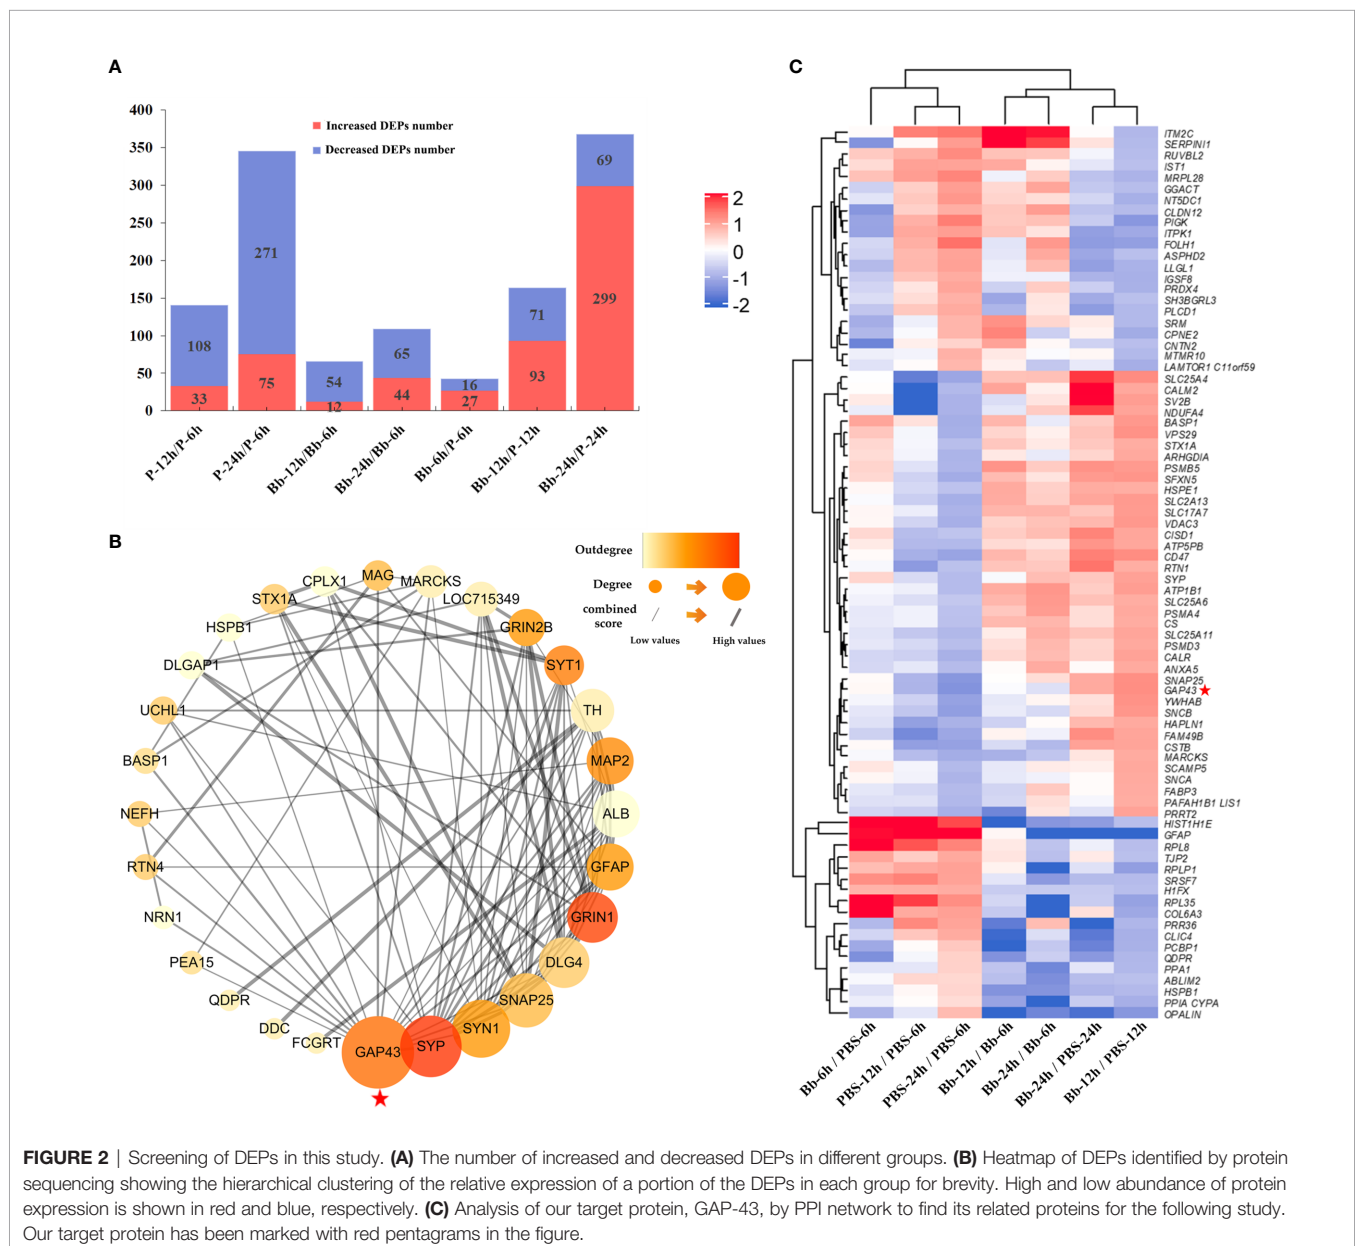 A
400
350
300
250
200
150
100
50
0
Increased DEPs number
Decreased DEPs number
108
33
271
75
54
12
65
44
16
27
71
93
69
299
P-12h/P-6h
P-24h/P-6h
Bb-12h/Bb-6h
Bb-24h/Bb-6h
Bb-6h/P-6h
Bb-12h/P-12h
Bb-24h/P-24h
B
Outdegree
Degree
combined
score
Low values
High values
CPLX1
MAG
MARCKS
STX1A
LOC715349
HSPB1
GRIN2B
DLGAP1
SYT1
UCHL1
TH
BASP1
MAP2
NEFH
ALB
RTN4
GFAP
NRN1
GRIN1
PEA15
DLG4
QDPR
SNAP25
DDC
SYN1
FCGRT
GAP43
SYP
C
2
1
0
-1
-2
ITM2C
SERPINI1
RUVBL2
IST1
MRPL28
GGACT
NT5DC1
CLDN12
PIGK
ITPK1
FOLH1
ASPHD2
LLGL1
IGSF8
PRDX4
SH3BGRL3
PLCD1
SRM
CPNE2
CNTN2
MTMR10
LAMTOR1 C11orf59
SLC25A4
CALM2
SV2B
NDUFA4
BASP1
VPS29
STX1A
ARHGDIA
PSMB5
SFXN5
HSPE1
SLC2A13
SLC17A7
VDAC3
CISD1
ATP5PB
CD47
RTN1
SYP
ATP1B1
SLC25A6
PSMA4
CS
SLC25A11
PSMD3
CALR
ANXA5
SNAP25
GAP43
YWHAB
SNCB
HAPLN1
FAM49B
CSTB
MARCKS
SCAMP5
SNCA
FABP3
PAFAH1B1 LIS1
PRRT2
HIST1H1E
GFAP
RPL8
TJP2
RPLP1
SRSF7
H1FX
RPL35
COL6A3
PRR36
CLIC4
PCBP1
QDPR
PPA1
ABLIM2
HSPB1
PPIA CYPA
OPALIN
Bb-6h / PBS-6h
PBS-12h / PBS-6h
PBS-24h / PBS-6h
Bb-12h / Bb-6h
Bb-24h / Bb-6h
Bb-24h / PBS-24h
Bb-12h / PBS-12h
FIGURE 2 | Screening of DEPs in this study. (A) The number of increased and decreased DEPs in different groups. (B) Heatmap of DEPs identified by protein
sequencing showing the hierarchical clustering of the relative expression of a portion of the DEPs in each group for brevity. High and low abundance of protein
expression is shown in red and blue, respectively. (C) Analysis of our target protein, GAP-43, by PPI network to find its related proteins for the following study.
Our target protein has been marked with red pentagrams in the figure.